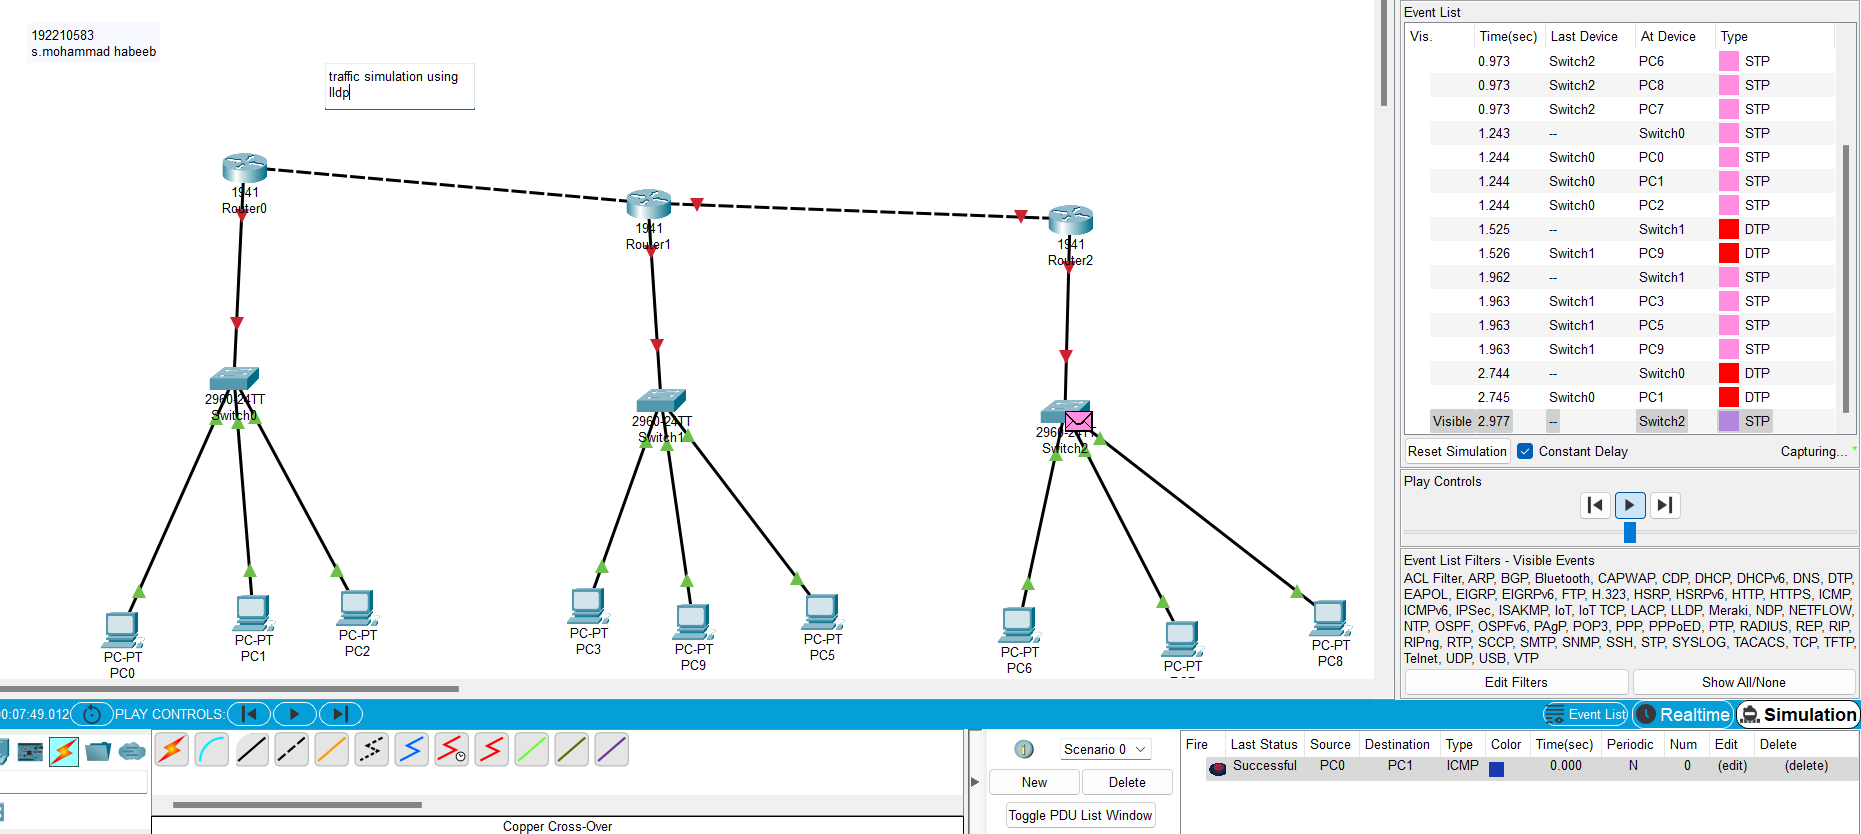 192210583
s.mohammad habeeb
traffic simulation using
lldp
1941
Router0
1941
Router1
1941
Router2
2960-24TT
Switch0
2960-24TT
Switch1
2960-24TT
Switch2
PC-PT
PC0
PC-PT
PC1
PC-PT
PC2
PC-PT
PC3
PC-PT
PC9
PC-PT
PC5
PC-PT
PC6
PC-PT
PC-PT
PC8
Event List
Vis. Time(sec) Last Device At Device Type
0.973 Switch2 PC6 STP
0.973 Switch2 PC8 STP
0.973 Switch2 PC7 STP
1.243 -- Switch0 STP
1.244 Switch0 PC0 STP
1.244 Switch0 PC1 STP
1.244 Switch0 PC2 STP
1.525 -- Switch1 DTP
1.526 Switch1 PC9 DTP
1.962 -- Switch1 STP
1.963 Switch1 PC3 STP
1.963 Switch1 PC5 STP
1.963 Switch1 PC9 STP
2.744 -- Switch0 DTP
2.745 Switch0 PC1 DTP
Visible 2.977 -- Switch2 STP
Reset Simulation Constant Delay Capturing...
Play Controls
Event List Filters - Visible Events
ACL Filter, ARP, BGP, Bluetooth, CAPWAP, CDP, DHCP, DHCPv6, DNS, DTP,
EAPOL, EIGRP, EIGRPv6, FTP, H.323, HSRP, HSRPv6, HTTP, HTTPS, ICMP,
ICMPv6, IPSec, ISAKMP, IoT, IoT TCP, LACP, LLDP, Meraki, NDP, NETFLOW,
NTP, OSPF, OSPFv6, PAgP, POP3, PPP, PPPoED, PTP, RADIUS, REP, RIP,
RIPng, RTP, SCCP, SMTP, SNMP, SSH, STP, SYSLOG, TACACS, TCP, TFTP,
Telnet, UDP, USB, VTP
Edit Filters Show All/None
0:07:49.012 PLAY CONTROLS: Event List Realtime Simulation
Copper Cross-Over
Scenario 0
New Delete
Toggle PDU List Window
Fire Last Status Source Destination Type Color Time(sec) Periodic Num Edit Delete
Successful PC0 PC1 ICMP 0.000 N 0 (edit) (delete)